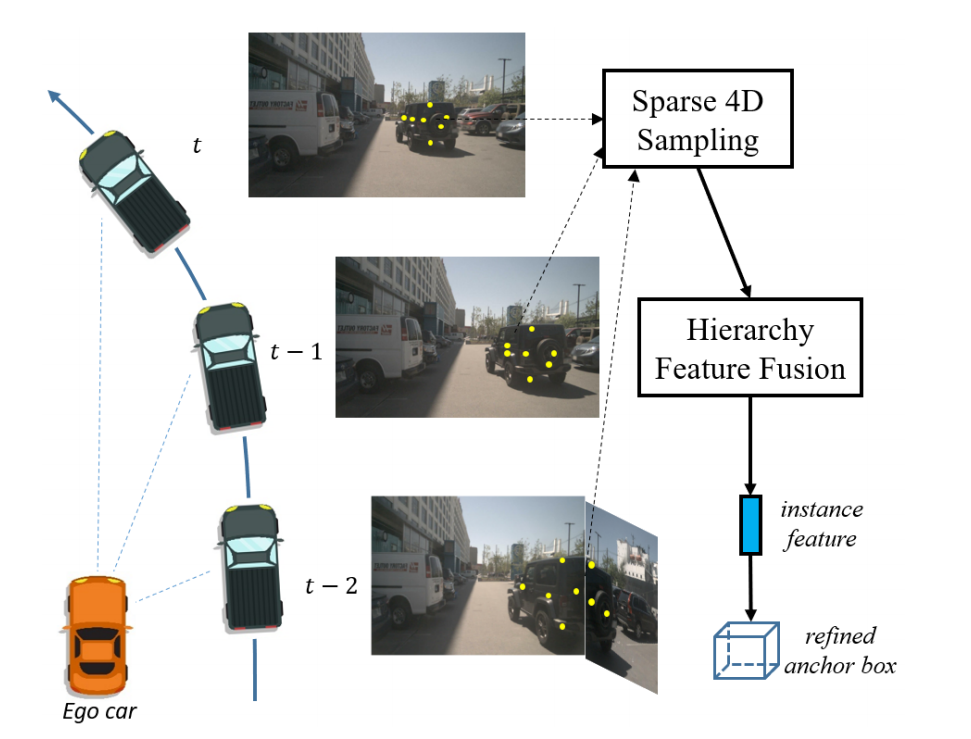 t
Sparse 4D
Sampling
t − 1
Hierarchy
Feature Fusion
t − 2
instance
feature
refined
anchor box
Ego car